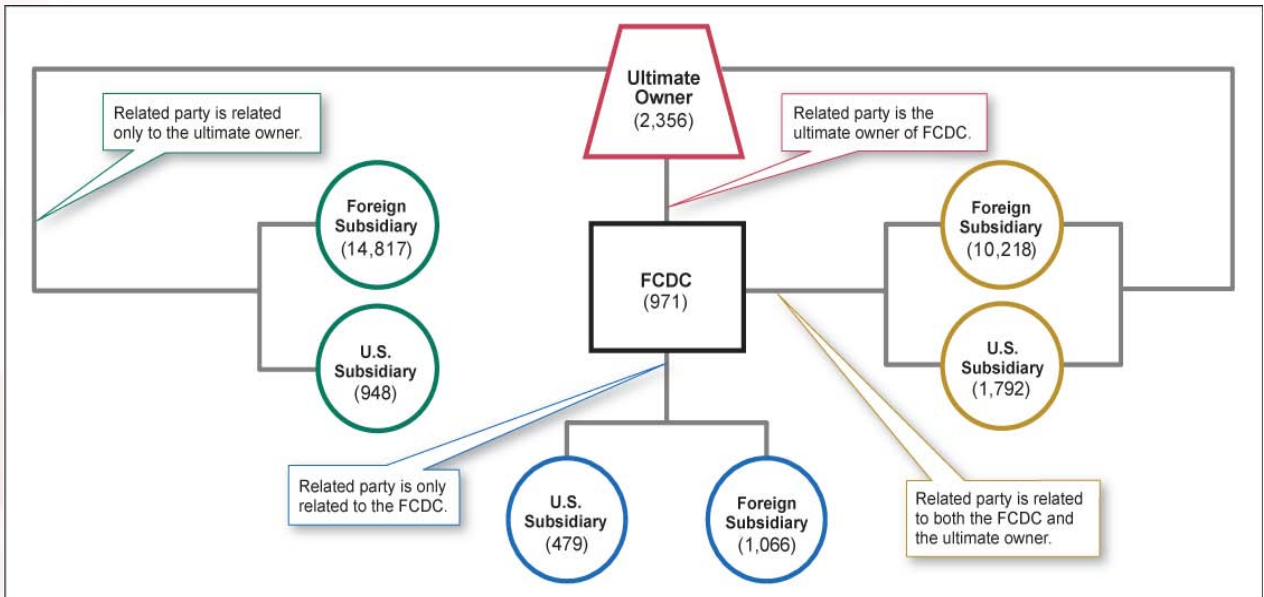 Ultimate
Owner
(2,356)
Related party is related
only to the ultimate owner.
Related party is the
ultimate owner of FCDC.
Foreign
Subsidiary
(14,817)
FCDC
(971)
Foreign
Subsidiary
(10,218)
U.S.
Subsidiary
(948)
U.S.
Subsidiary
(1,792)
Related party is only
related to the FCDC.
U.S.
Subsidiary
(479)
Foreign
Subsidiary
(1,066)
Related party is related
to both the FCDC and
the ultimate owner.